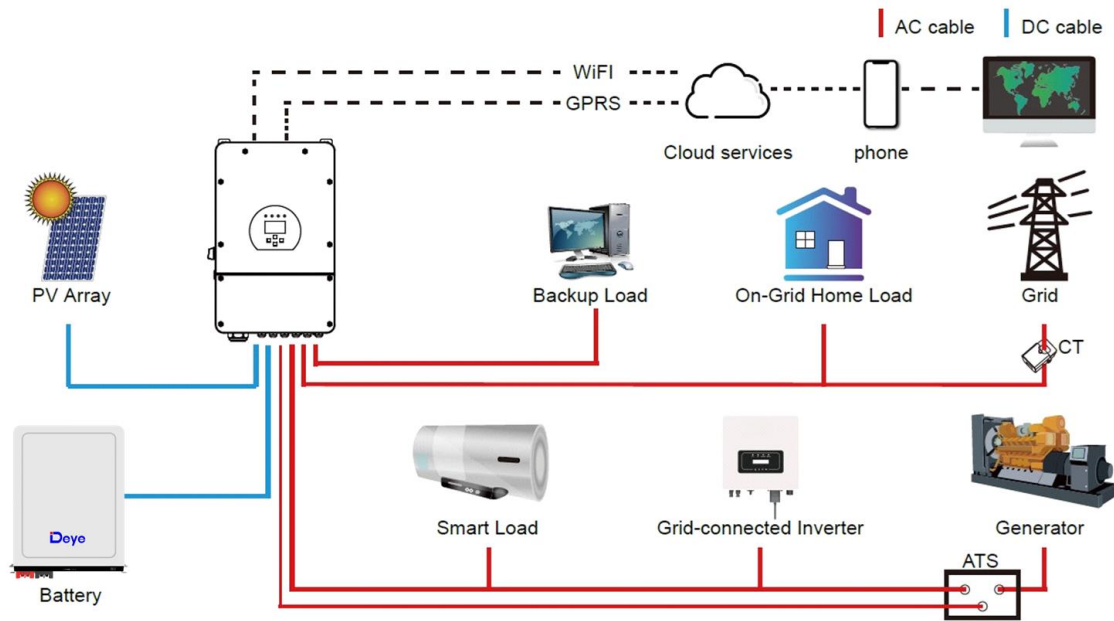 AC cable
DC cable
WiFI
GPRS
Cloud services
phone
PV Array
Backup Load
On-Grid Home Load
Grid
CT
Deye
Battery
Smart Load
Grid-connected Inverter
Generator
ATS